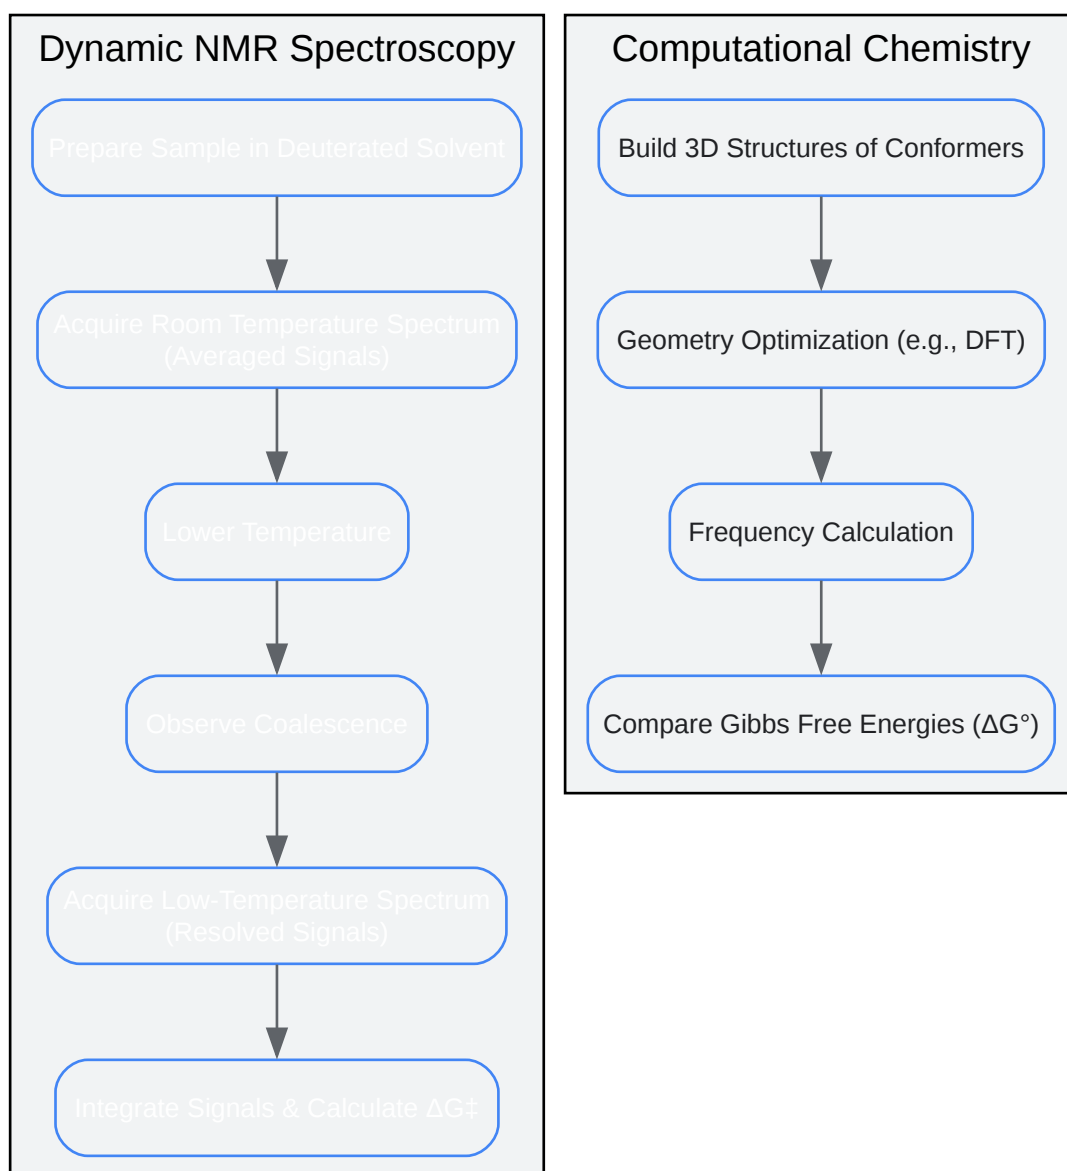 Dynamic NMR Spectroscopy
Prepare Sample in Deuterated Solvent
Acquire Room Temperature Spectrum
(Averaged Signals)
Lower Temperature
Observe Coalescence
Acquire Low-Temperature Spectrum
(Resolved Signals)
Integrate Signals & Calculate ΔG‡
Computational Chemistry
Build 3D Structures of Conformers
Geometry Optimization (e.g., DFT)
Frequency Calculation
Compare Gibbs Free Energies (ΔG°)